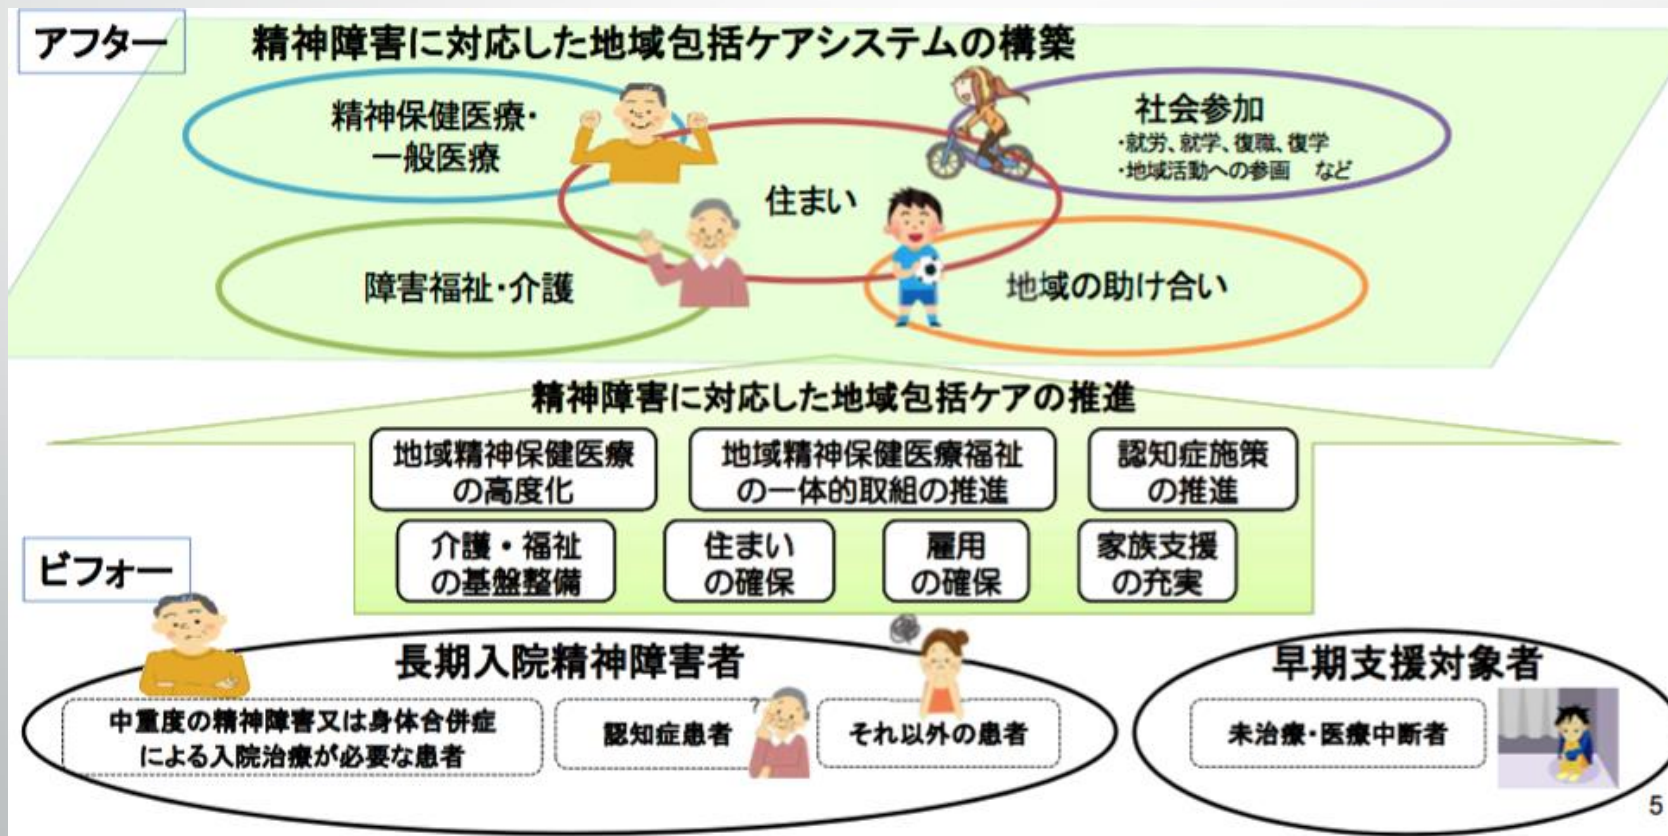 アフター
精神障害に対応した地域包括ケアシステムの構築
精神保健医療・
一般医療
社会参加
・就労、就学、復職、復学
・地域活動への参画　など
住まい
障害福祉・介護
地域の助け合い
精神障害に対応した地域包括ケアの推進
地域精神保健医療
の高度化
地域精神保健医療福祉
の一体的取組の推進
認知症施策
の推進
介護・福祉
の基盤整備
住まい
の確保
雇用
の確保
家族支援
の充実
ビフォー
長期入院精神障害者
中重度の精神障害又は身体合併症
による入院治療が必要な患者
認知症患者
?
それ以外の患者
早期支援対象者
未治療・医療中断者
5